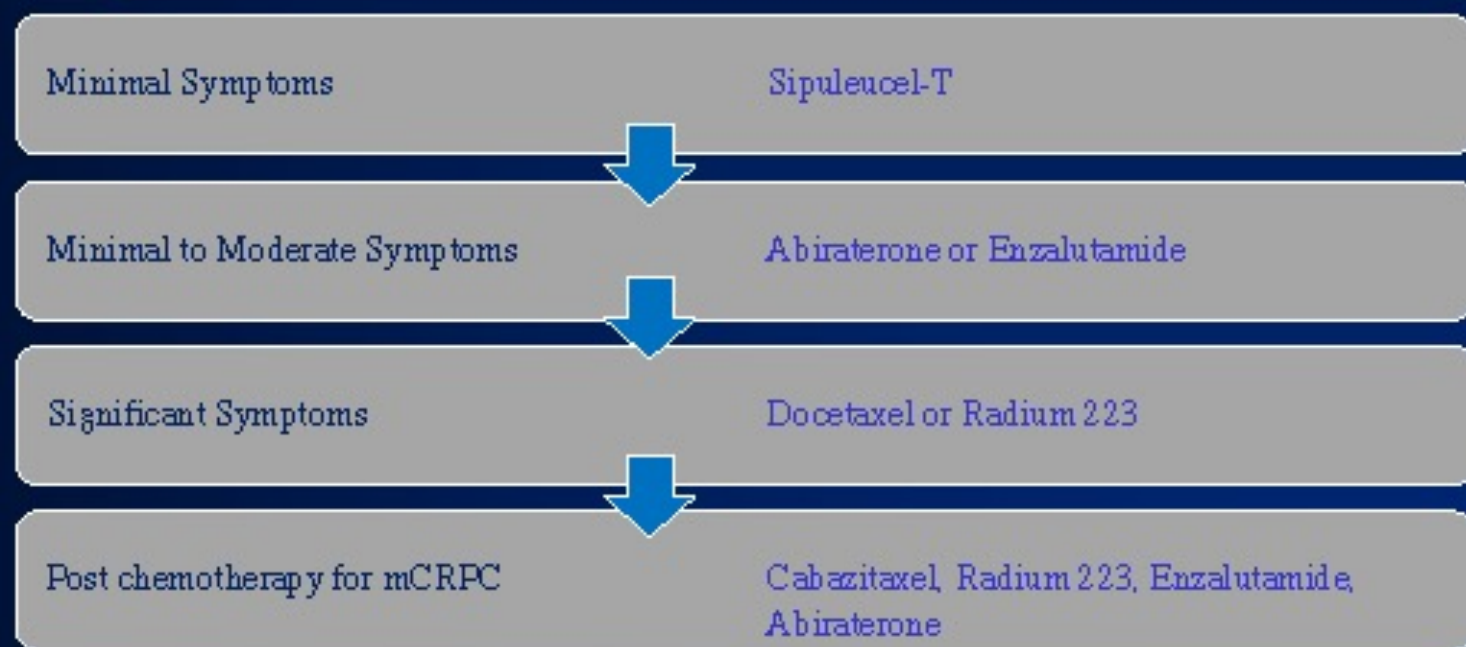 Minimal Symptoms
Sipuleucel-T
Minimal to Moderate Symptoms
Abiraterone or Enzalutamide
Significant Symptoms
Docetaxel or Radium 223
Post chemotherapy for mCRPC
Cabazitaxel, Radium 223, Enzalutamide,
Abiraterone